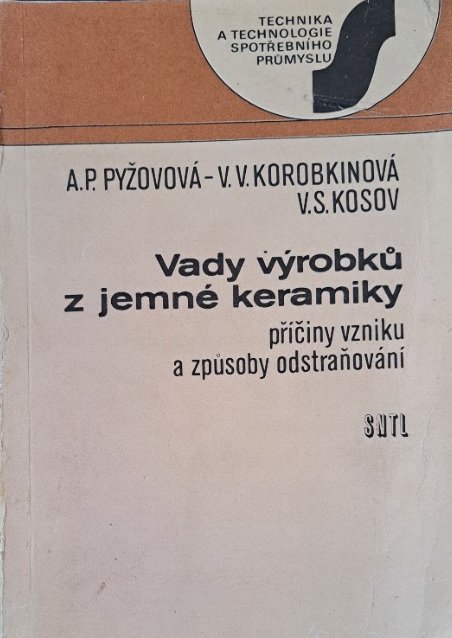 TECHNIKA
A TECHNOLOGIE
SPOTŘEBNÍHO
PRŮMYSLU
A.P. PYŽOVOVÁ-V.V. KOROBKINOVÁ
V.S. KOSOV
Vady výrobků
z jemné keramiky
příčiny vzniku
a způsoby odstraňování
SNTL